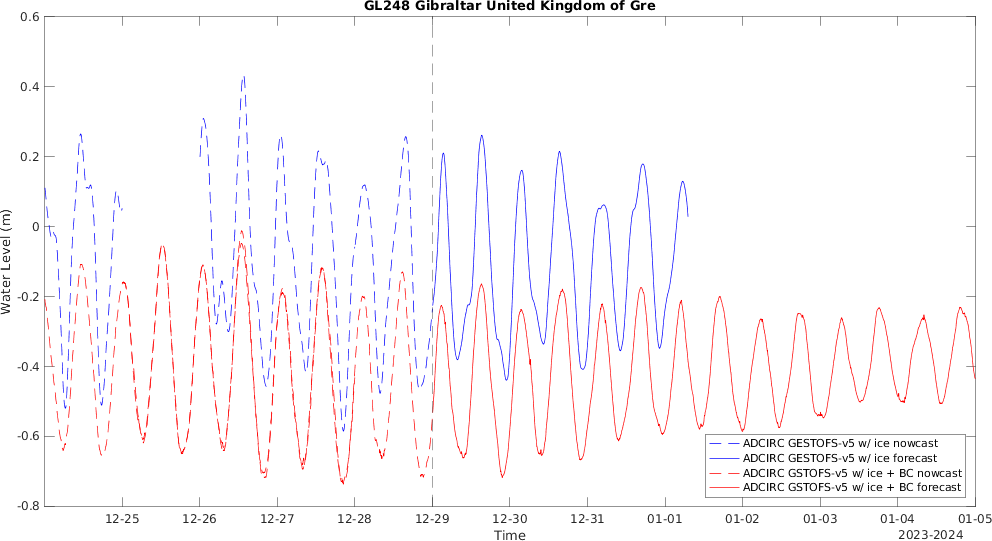 GL248 Gibraltar United Kingdom of Gre
0.6
0.4
0.2
0
-0.2
-0.4
-0.6
-0.8
Water Level (m)
12-25 12-26 12-27 12-28 12-29 12-30 12-31 01-01 01-02 01-03 01-04 01-05
Time
2023-2024
ADCIRC GESTOFS-v5 w/ ice nowcast
ADCIRC GESTOFS-v5 w/ ice forecast
ADCIRC GSTOFS-v5 w/ ice + BC nowcast
ADCIRC GSTOFS-v5 w/ ice + BC forecast